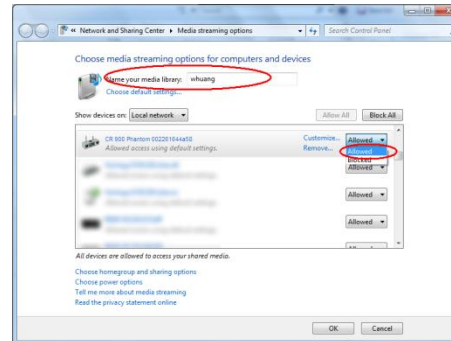 « Network and Sharing Center ▸ Media streaming options
Search Control Panel
Choose media streaming options for computers and devices
Name your media library: whuang
Choose default settings...
Show devices on: Local network
Allow All
Block All
CR 800 Phantom 002261644a58
Allowed access using default settings.
Customize...
Remove...
Allowed
Allowed
Blocked
Allowed
Allowed
Allowed
All devices are allowed to access your shared media.
Choose homegroup and sharing options
Choose power options
Tell me more about media streaming
Read the privacy statement online
OK
Cancel